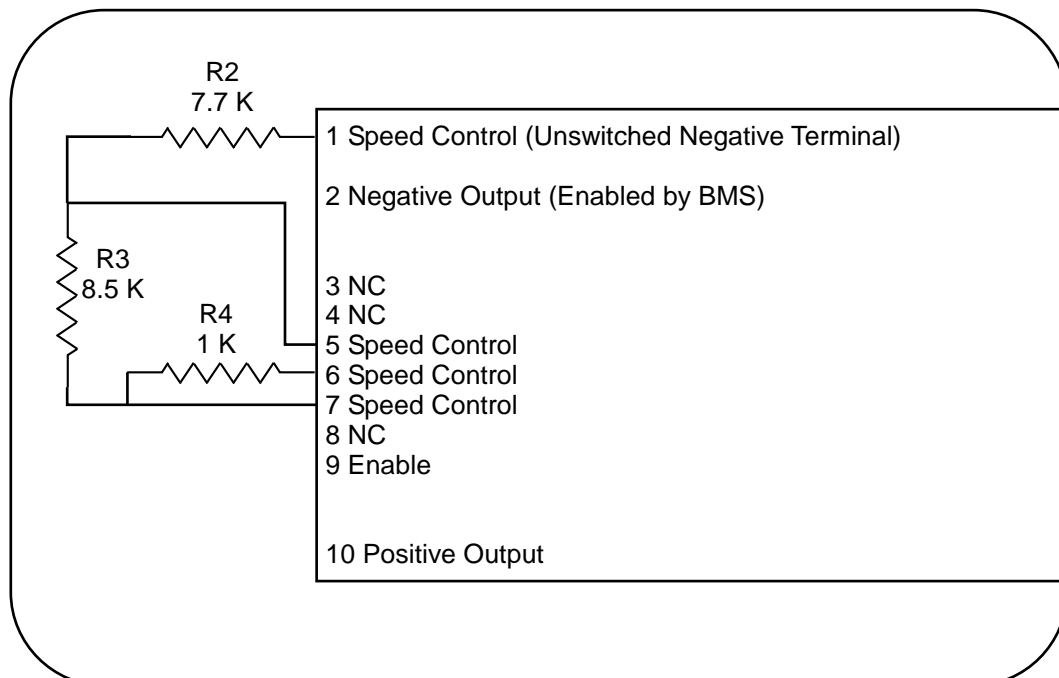 R2
7.7 K
R3
8.5 K
R4
1 K
1 Speed Control (Unswitched Negative Terminal)
2 Negative Output (Enabled by BMS)
3 NC
4 NC
5 Speed Control
6 Speed Control
7 Speed Control
8 NC
9 Enable
10 Positive Output